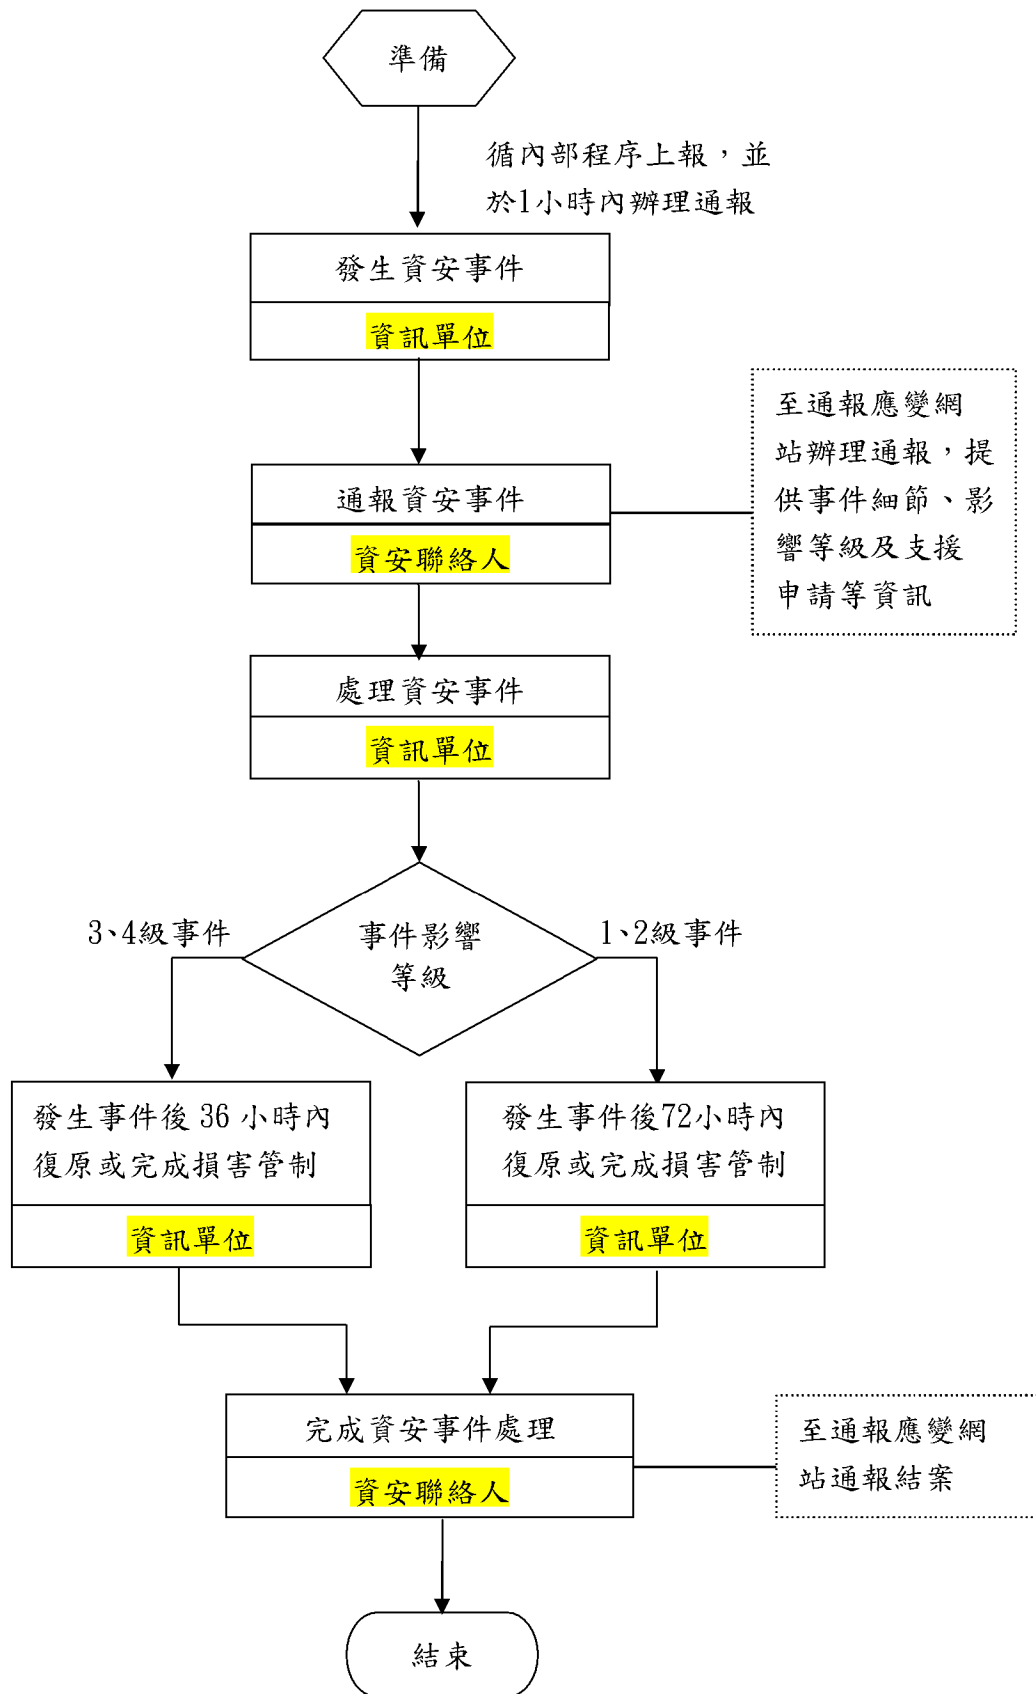 準備
循內部程序上報，並
於1小時內辦理通報
發生資安事件
資訊單位
至通報應變網
站辦理通報，提
供事件細節、影
響等級及支援
申請等資訊
通報資安事件
資安聯絡人
處理資安事件
資訊單位
3、4級事件
事件影響
等級
1、2級事件
發生事件後 36 小時內
復原或完成損害管制
資訊單位
發生事件後72小時內
復原或完成損害管制
資訊單位
完成資安事件處理
資安聯絡人
至通報應變網
站通報結案
結束